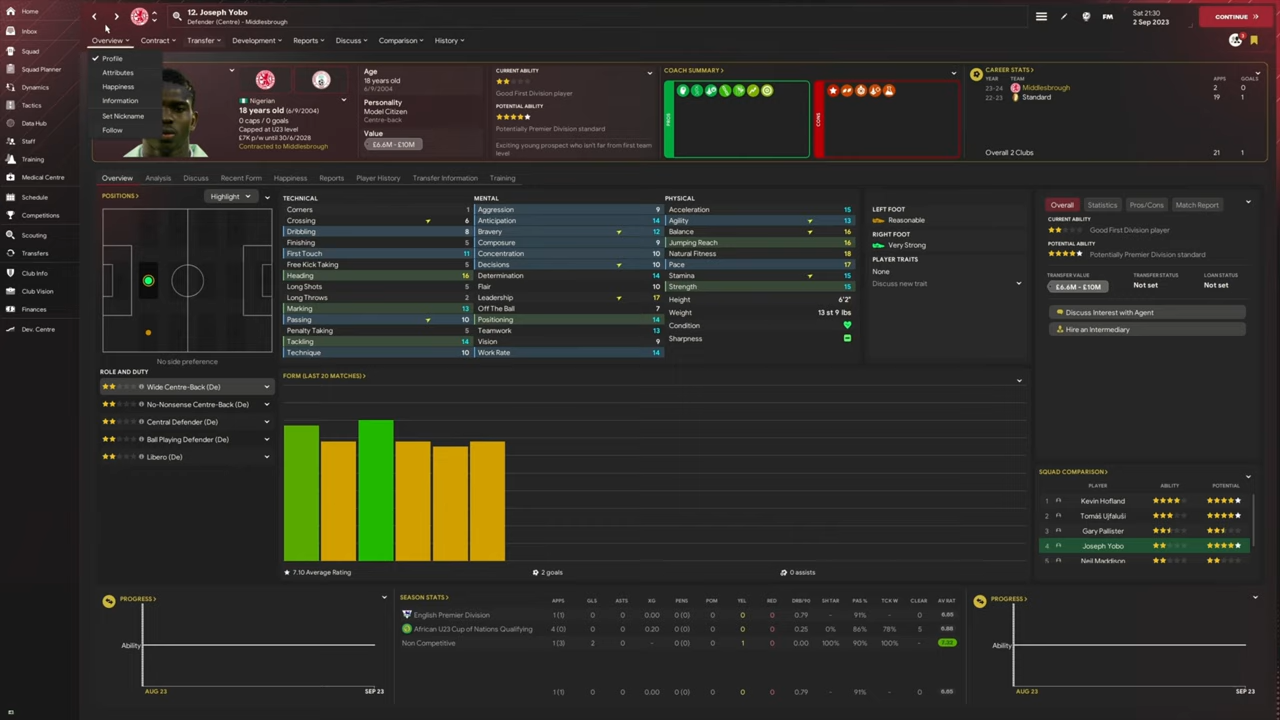 Home
Inbox
Squad
Squad Planner
Dynamics
Tactics
Data Hub
Staff
Training
Medical Centre
Schedule
Competitions
Scouting
Transfers
Club Info
Club Vision
Finances
Dev. Centre
12. Joseph Yobo
Defender (Centre) - Middlesbrough
FM
Sat 21:30
2 Sep 2023
CONTINUE
Overview
Contract
Transfer
Development
Reports
Discuss
Comparison
History
Profile
Attributes
Happiness
Information
Set Nickname
Follow
Nigerian
18 years old (6/9/2004)
0 caps / 0 goals
Capped at U23 level
£7K p/w until 30/6/2028
Contracted to Middlesbrough
Age
18 years old
6/9/2004
Personality
Model Citizen
Centre-back
Value
£6.6M - £10M
CURRENT ABILITY
Good First Division player
POTENTIAL ABILITY
Potentially Premier Division standard
Exciting young prospect who isn't far from first team
level
COACH SUMMARY >
PROS
CONS
CAREER STATS >
YEAR TEAM APPS GOALS
23-24 Middlesbrough 2 0
22-23 Standard 19 1
Overall 2 Clubs 21 1
Overview Analysis Discuss Recent Form Happiness Reports Player History Transfer Information Training
POSITIONS >
Highlight
No side preference
ROLE AND DUTY
Wide Centre-Back (De)
No-Nonsense Centre-Back (De)
Central Defender (De)
Ball Playing Defender (De)
Libero (De)
TECHNICAL
Corners 1
Crossing 6
Dribbling 8
Finishing 5
First Touch 11
Free Kick Taking 5
Heading 16
Long Shots 5
Long Throws 2
Marking 13
Passing 10
Penalty Taking 5
Tackling 14
Technique 10
MENTAL
Aggression 9
Anticipation 14
Bravery 12
Composure 9
Concentration 10
Decisions 10
Determination 14
Flair 10
Leadership 17
Off The Ball 7
Positioning 14
Teamwork 13
Vision 9
Work Rate 14
PHYSICAL
Acceleration 15
Agility 13
Balance 16
Jumping Reach 16
Natural Fitness 18
Pace 17
Stamina 15
Strength 15
Height 6'2"
Weight 13 st 9 lbs
Condition
Sharpness
LEFT FOOT
Reasonable
RIGHT FOOT
Very Strong
PLAYER TRAITS
None
Discuss new trait
Overall Statistics Pros/Cons Match Report
CURRENT ABILITY
Good First Division player
POTENTIAL ABILITY
Potentially Premier Division standard
TRANSFER VALUE TRANSFER STATUS LOAN STATUS
£6.6M - £10M Not set Not set
Discuss Interest with Agent
Hire an Intermediary
FORM (LAST 20 MATCHES) >
7.10 Average Rating
2 goals
0 assists
SQUAD COMPARISON >
PLAYER ABILITY POTENTIAL
1 Kevin Hofland
2 Tomáš Ujfaluši
3 Gary Pallister
4 Joseph Yobo
5 Neil Maddison
PROGRESS >
Ability
AUG 23 SEP 23
SEASON STATS > APPS GLS ASTS XG PENS POM YEL RED DRB/90 SH TAR PAS % TCK W CLEAR AV RAT
English Premier Division 1 (1) 0 0 0.00 0 (0) 0 0 0 0.79 - 91% - - 6.65
African U23 Cup of Nations Qualifying 4 (0) 0 0 0.20 0 (0) 0 0 0 0.25 0% 86% 78% 5 6.88
Non Competitive 1 (3) 2 0 0.00 0 (0) 0 1 0 0.00 100% 90% 100% -
1 (1) 0 0 0.00 0 (0) 0 0 0 0.79 - 91% - - 6.65
PROGRESS >
Ability
AUG 23 SEP 23